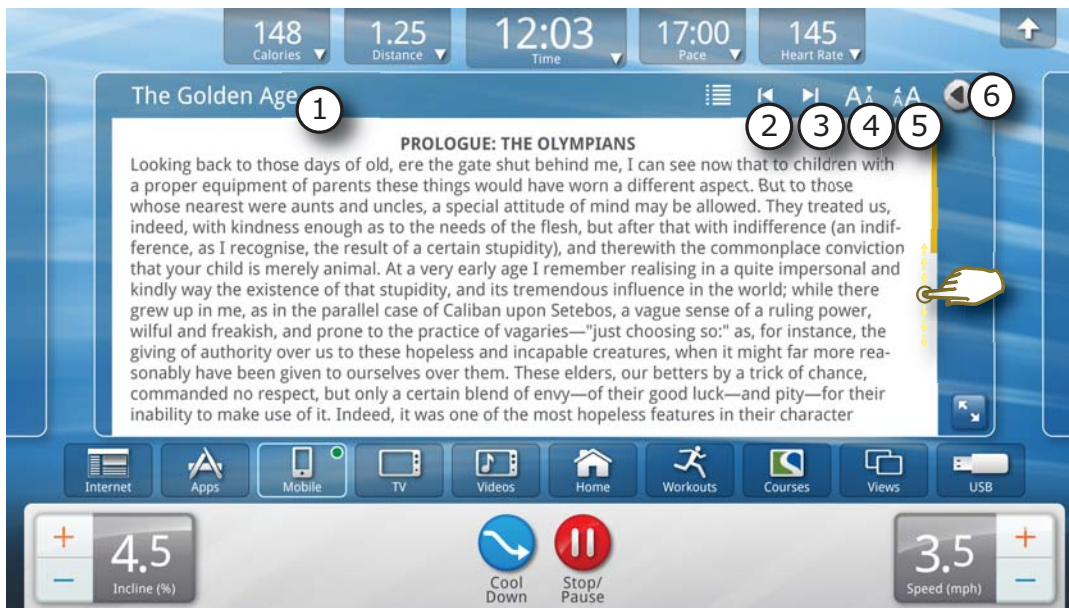 148
Calories
1.25
Distance
12:03
Time
17:00
Pace
145
Heart Rate
The Golden Age
1
2
3
4
5
6
A A
A A
PROLOGUE: THE OLYMPIANS
Looking back to those days of old, ere the gate shut behind me, I can see now that to children with
a proper equipment of parents these things would have worn a different aspect. But to those
whose nearest were aunts and uncles, a special attitude of mind may be allowed. They treated us,
indeed, with kindness enough as to the needs of the flesh, but after that with indifference (an indif-
ference, as I recognise, the result of a certain stupidity), and therewith the commonplace conviction
that your child is merely animal. At a very early age I remember realising in a quite impersonal and
kindly way the existence of that stupidity, and its tremendous influence in the world; while there
grew up in me, as in the parallel case of Caliban upon Setebos, a vague sense of a ruling power,
wilful and freakish, and prone to the practice of vagaries—"just choosing so:" as, for instance, the
giving of authority over us to these hopeless and incapable creatures, when it might far more rea-
sonably have been given to ourselves over them. These elders, our betters by a trick of chance,
commanded no respect, but only a certain blend of envy—of their good luck—and pity—for their
inability to make use of it. Indeed, it was one of the most hopeless features in their character
Internet
Apps
Mobile
TV
Videos
Home
Workouts
Courses
Views
USB
+
−
4.5
Incline (%)
Cool
Down
Stop/
Pause
3.5
Speed (mph)
+
−